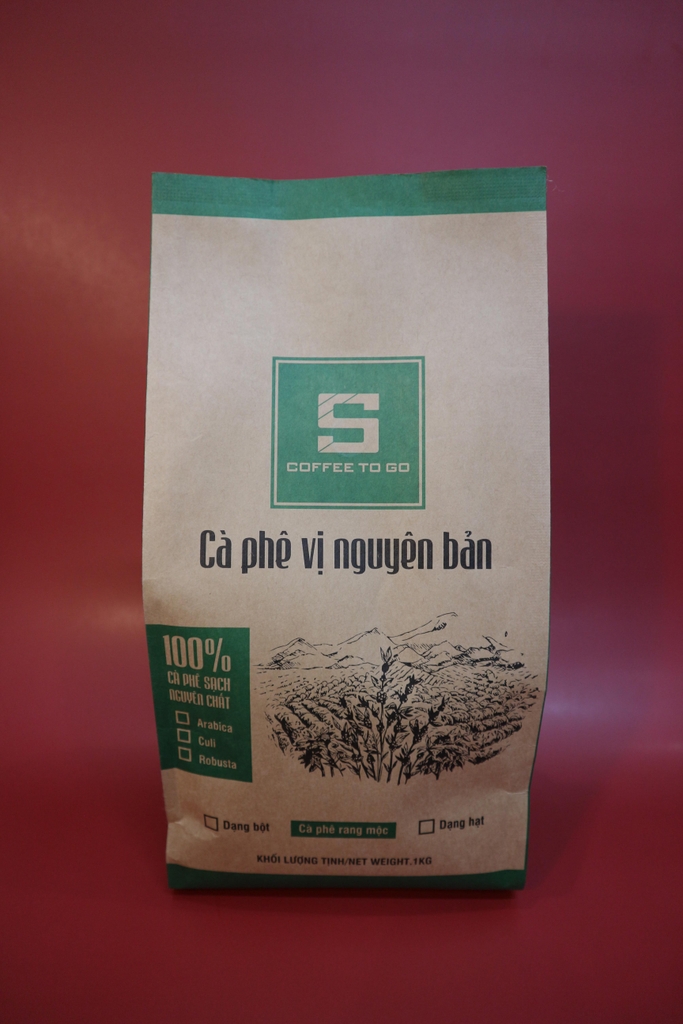 S
COFFEE TO GO
Cà phê vị nguyên bản
100%
CÀ PHÊ SẠCH
NGUYÊN CHẤT
Arabica
Culi
Robusta
Dạng bột
Cà phê rang mộc
Dạng hạt
KHỐI LƯỢNG TỊNH/NET WEIGHT.1KG